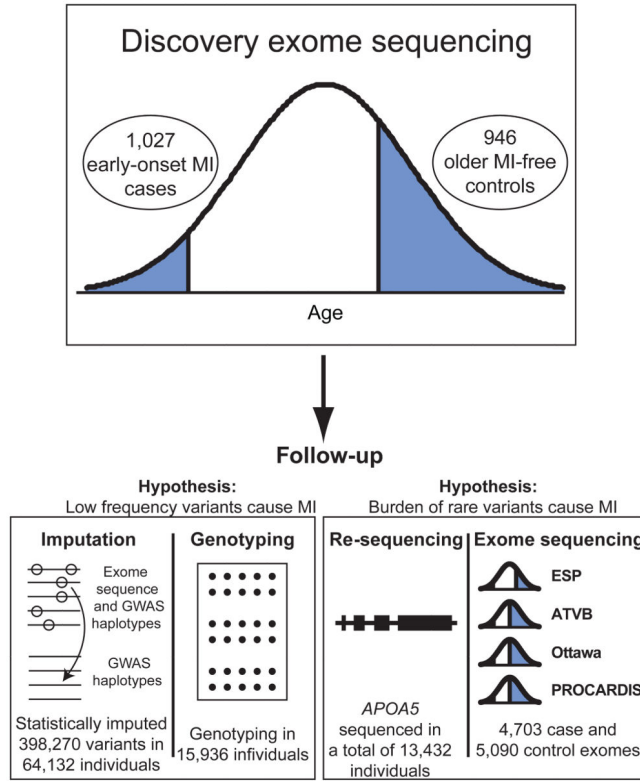 Discovery exome sequencing
1,027
early-onset MI
cases
946
older MI-free
controls
Age
Follow-up
Hypothesis:
Low frequency variants cause MI
Imputation
Exome
sequence
and GWAS
haplotypes
GWAS
haplotypes
Statistically imputed
398,270 variants in
64,132 individuals
Genotyping
Genotyping in
15,936 infividuals
Hypothesis:
Burden of rare variants cause MI
Re-sequencing
APOA5
sequenced in
a total of 13,432
individuals
Exome sequencing
ESP
ATVB
Ottawa
PROCARDIS
4,703 case and
5,090 control exomes